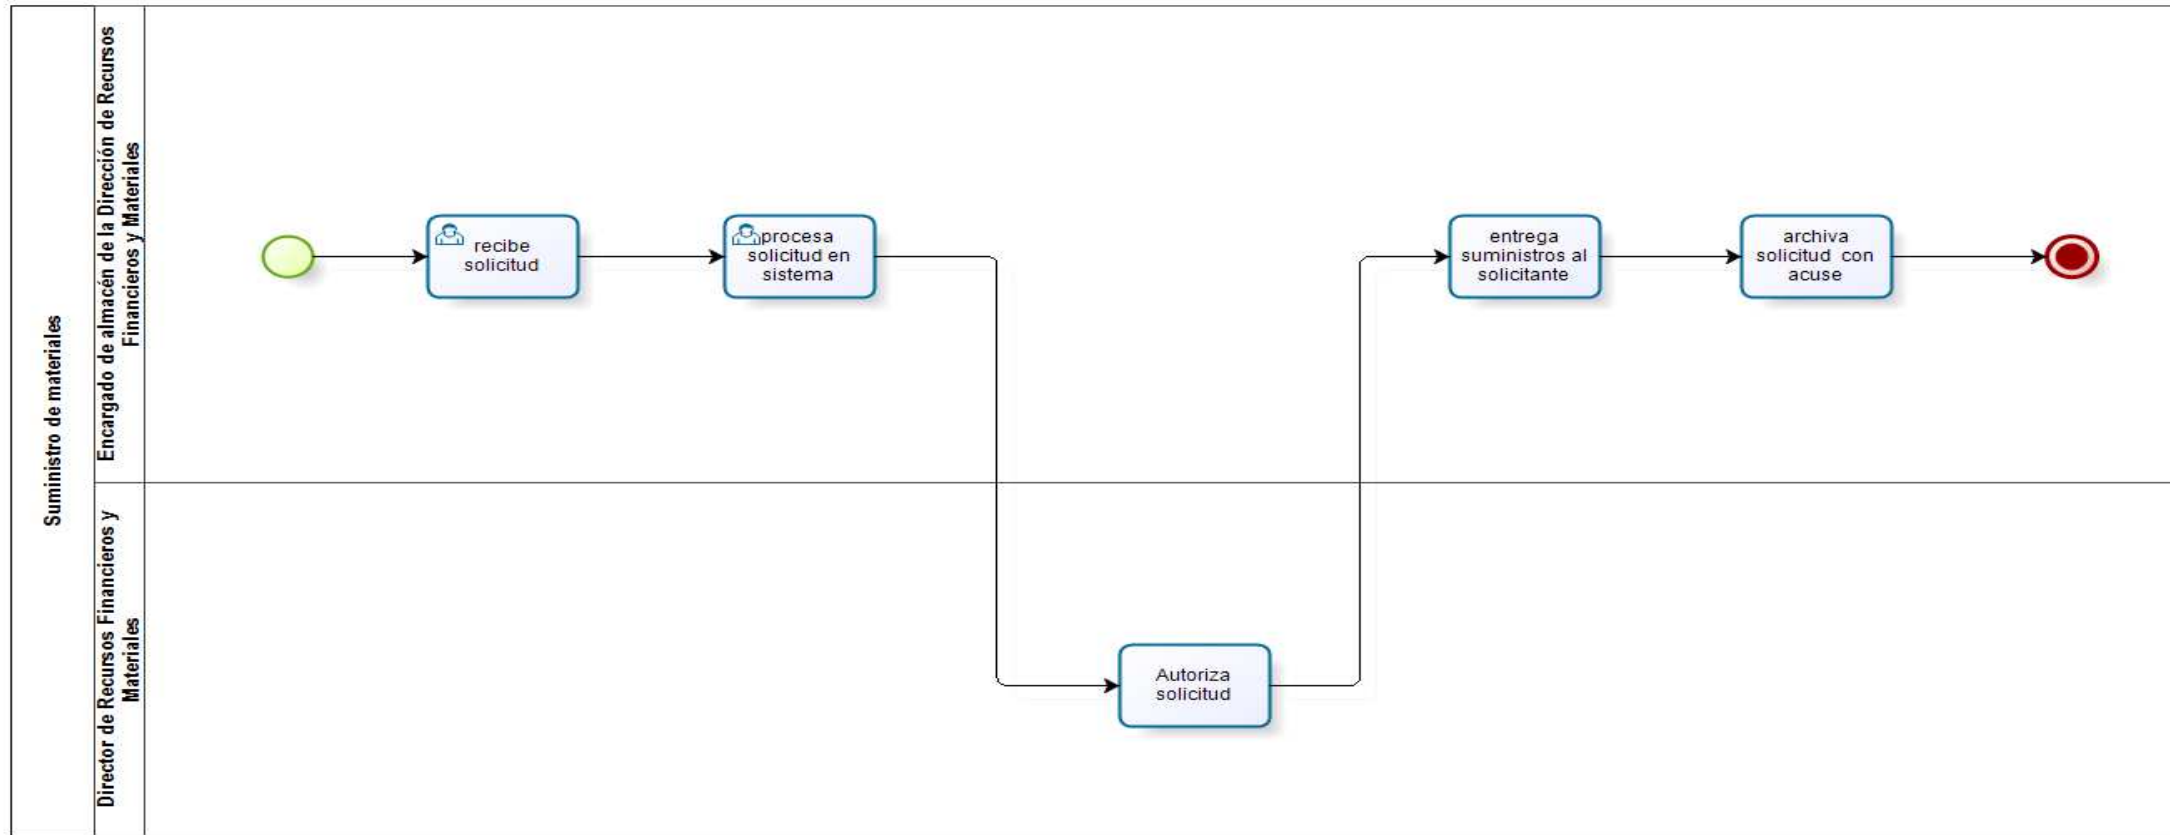 Suministro de materiales
Encargado de almacén de la Dirección de Recursos
Financieros y Materiales
recibe
solicitud
procesa
solicitud en
sistema
entrega
suministros al
solicitante
archiva
solicitud con
acuse
Director de Recursos Financieros y
Materiales
Autoriza
solicitud